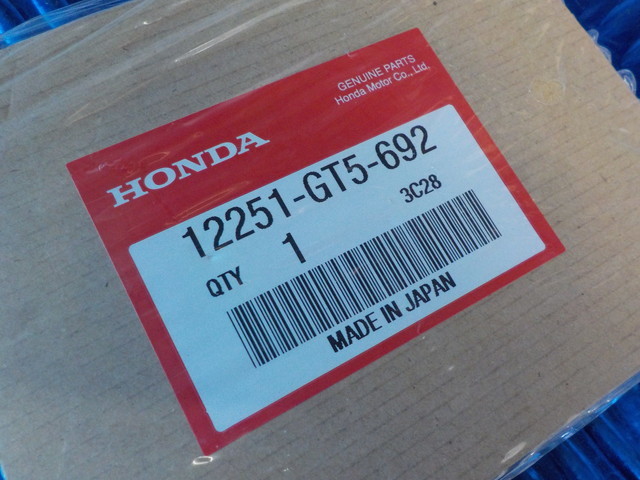 GENUINE PARTS
Honda Motor Co., Ltd.
HONDA
12251-GT5-692
3C28
QTY 1
MADE IN JAPAN